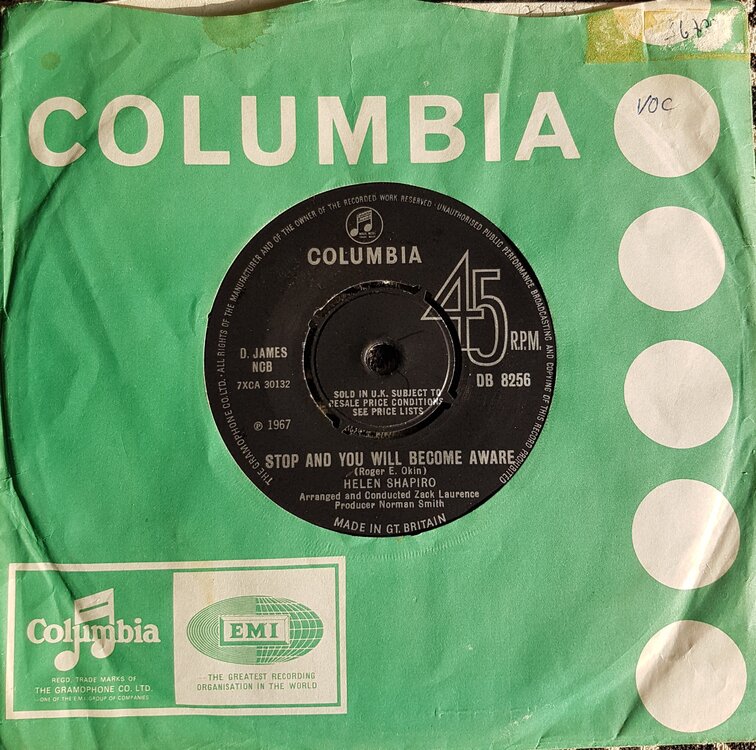 COLUMBIA
VOC
ALL RIGHTS OF THE MANUFACTURER AND OF THE OWNER OF THE RECORDED WORK RESERVED · UNAUTHORISED PUBLIC PERFORMANCE BROADCASTING AND COPYING OF THIS RECORD PROHIBITED
THE GRAMOPHONE CO. LTD.
COLUMBIA
45
R.P.M.
D. JAMES
NCB
7XCA 30132
DB 8256
SOLD IN U.K. SUBJECT TO
RESALE PRICE CONDITIONS
SEE PRICE LISTS
℗ 1967
STOP AND YOU WILL BECOME AWARE
(Roger E. Okin)
HELEN SHAPIRO
Arranged and Conducted Zack Laurence
Producer Norman Smith
MADE IN GT. BRITAIN
Columbia
REGD. TRADE MARKS OF
THE GRAMOPHONE CO. LTD.
—ONE OF THE E.M.I. GROUP OF COMPANIES
EMI
—THE GREATEST RECORDING
ORGANISATION IN THE WORLD